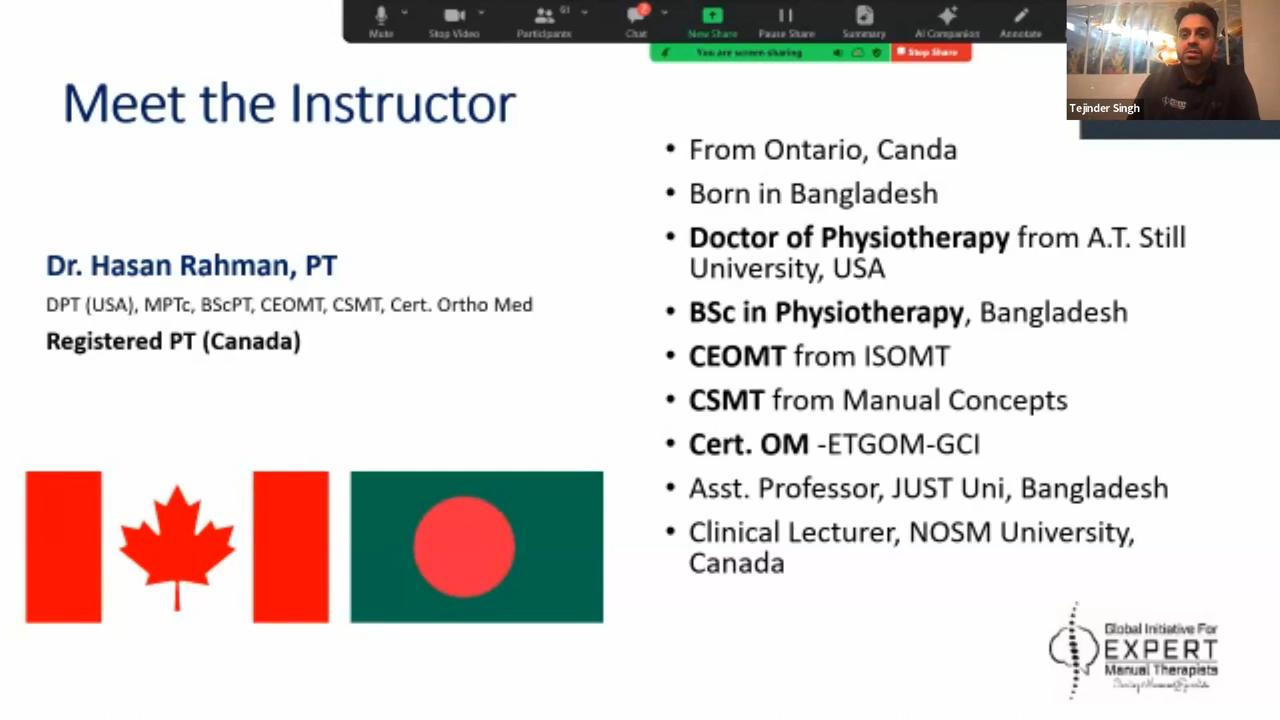 Mute
Stop Video
61
Participants
2
Chat
New Share
Pause Share
Summary
AI Companion
Annotate
You are screen sharing
Stop Share
Tejinder Singh
Meet the Instructor
Dr. Hasan Rahman, PT
DPT (USA), MPTc, BScPT, CEOMT, CSMT, Cert. Ortho Med
Registered PT (Canada)
• From Ontario, Canda
• Born in Bangladesh
• Doctor of Physiotherapy from A.T. Still
University, USA
• BSc in Physiotherapy, Bangladesh
• CEOMT from ISOMT
• CSMT from Manual Concepts
• Cert. OM -ETGOM-GCI
• Asst. Professor, JUST Uni, Bangladesh
• Clinical Lecturer, NOSM University,
Canada
Global Initiative For
EXPERT
Manual Therapists